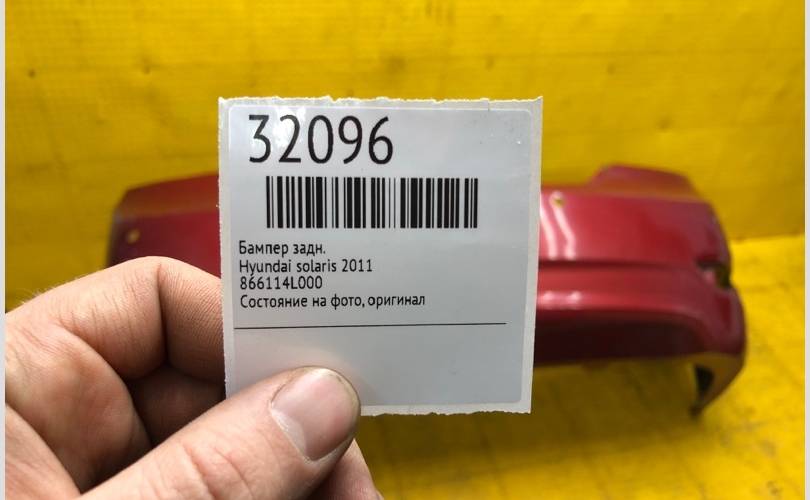 32096
Бампер задн.
Hyundai solaris 2011
866114L000
Состояние на фото, оригинал